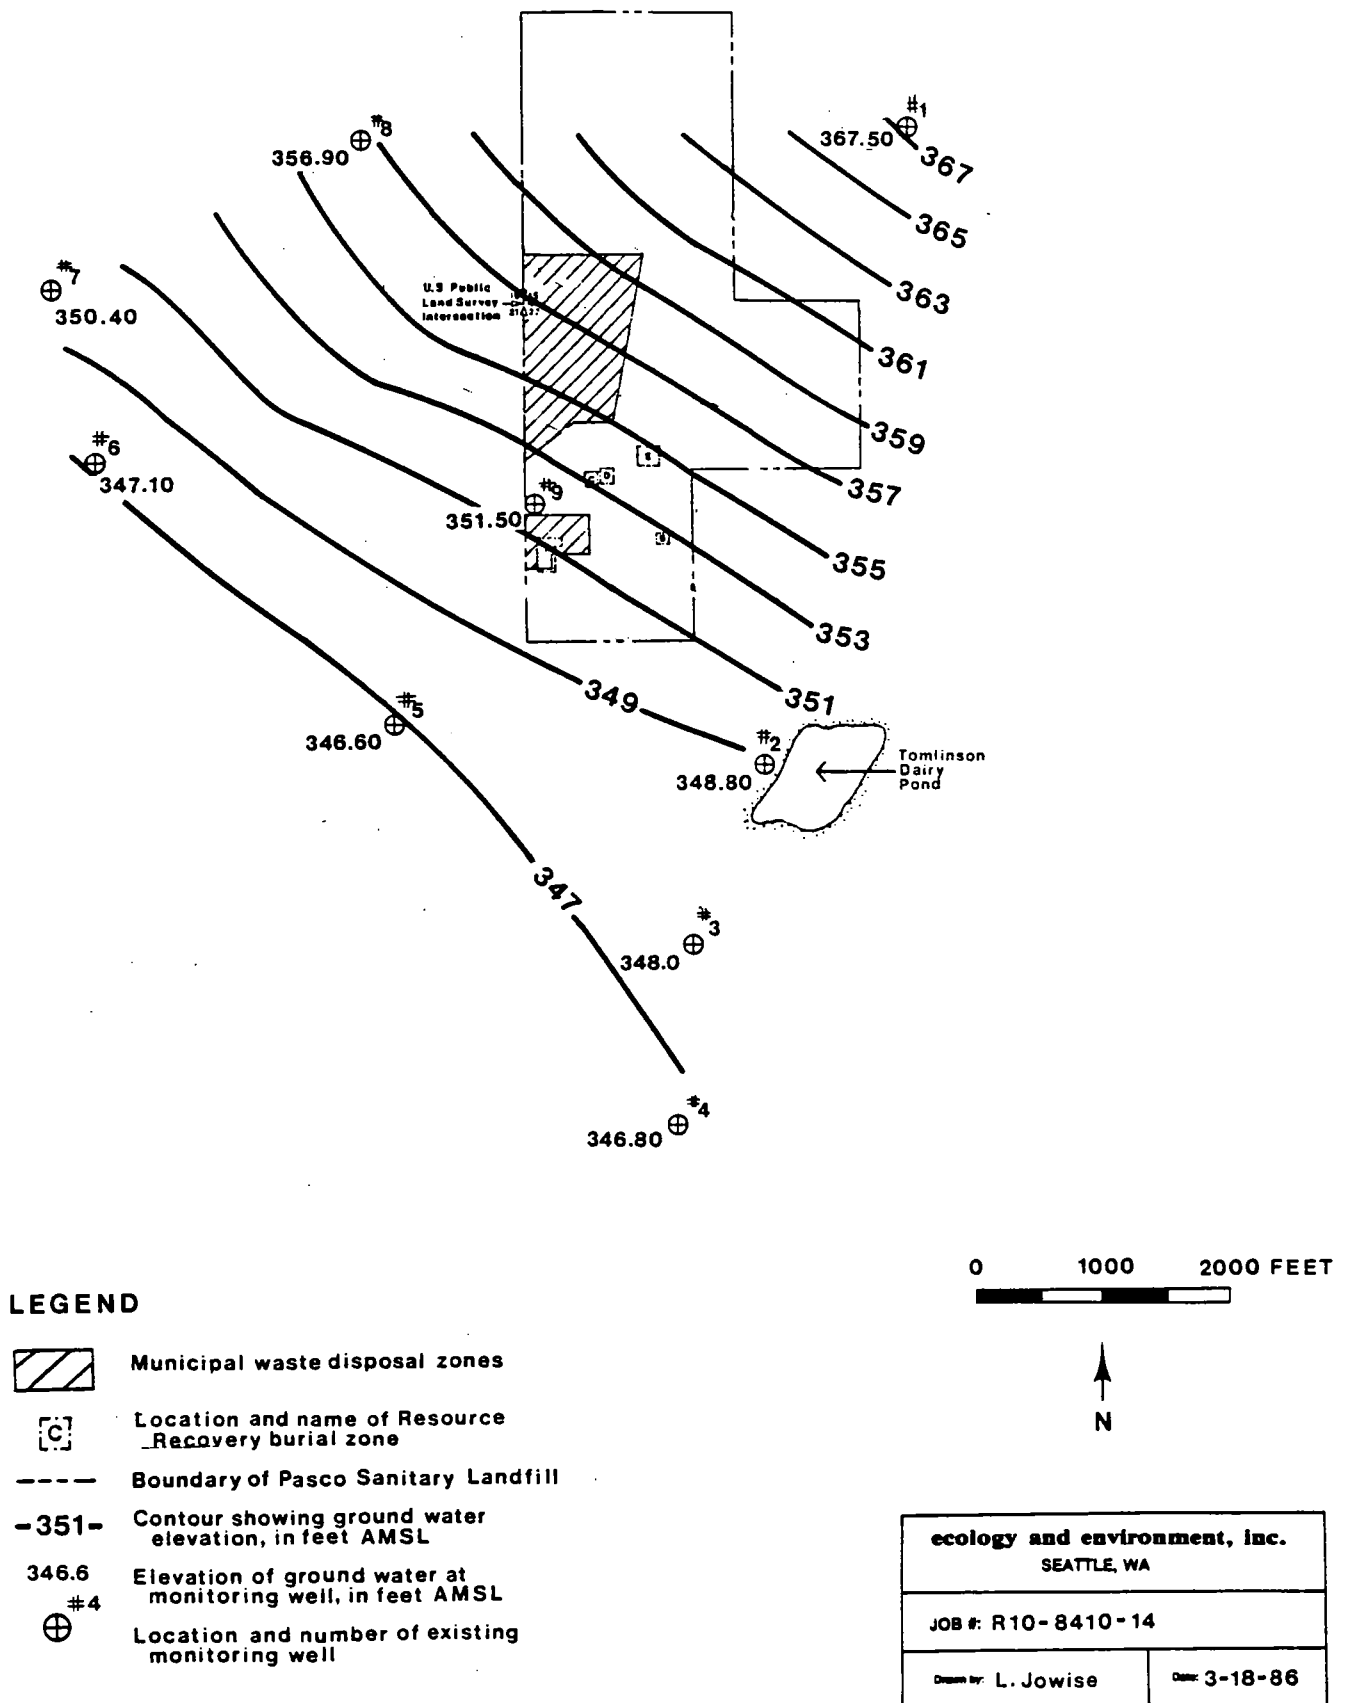 #1
367.50
367
#8
356.90
365
#7
350.40
U.S Public
Land Survey
Intersection
363
361
359
#6
347.10
357
E
D
#9
351.50
355
353
351
349
#5
346.60
#2
348.80
Tomlinson
Dairy
Pond
347
#3
348.0
#4
346.80
0 1000 2000 FEET
LEGEND
Municipal waste disposal zones
C
Location and name of Resource
Recovery burial zone
N
Boundary of Pasco Sanitary Landfill
-351-
Contour showing ground water
elevation, in feet AMSL
346.6
Elevation of ground water at
monitoring well, in feet AMSL
#4
Location and number of existing
monitoring well
ecology and environment, inc.
SEATTLE, WA
JOB #: R10-8410-14
Drawn by: L. Jowise
Date: 3-18-86